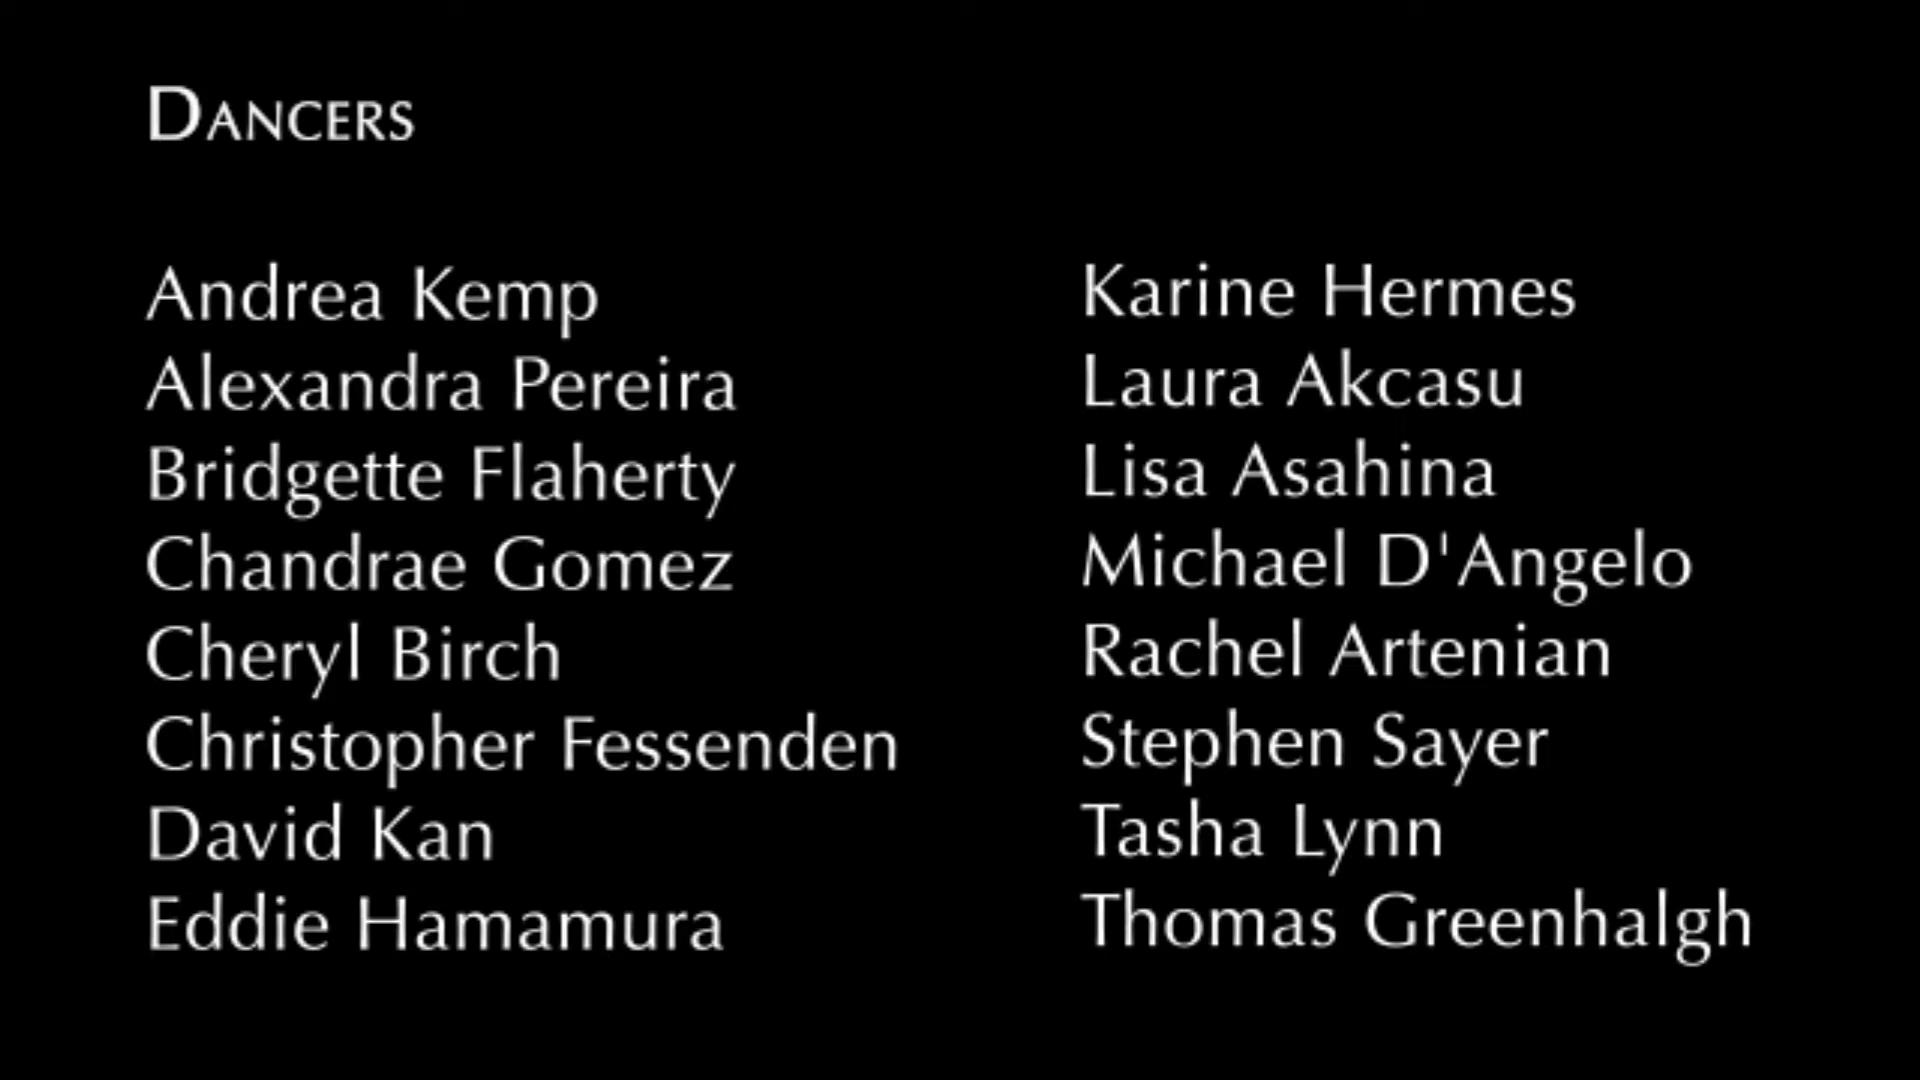 DANCERS
Andrea Kemp
Alexandra Pereira
Bridgette Flaherty
Chandrae Gomez
Cheryl Birch
Christopher Fessenden
David Kan
Eddie Hamamura
Karine Hermes
Laura Akcasu
Lisa Asahina
Michael D'Angelo
Rachel Artenian
Stephen Sayer
Tasha Lynn
Thomas Greenhalgh